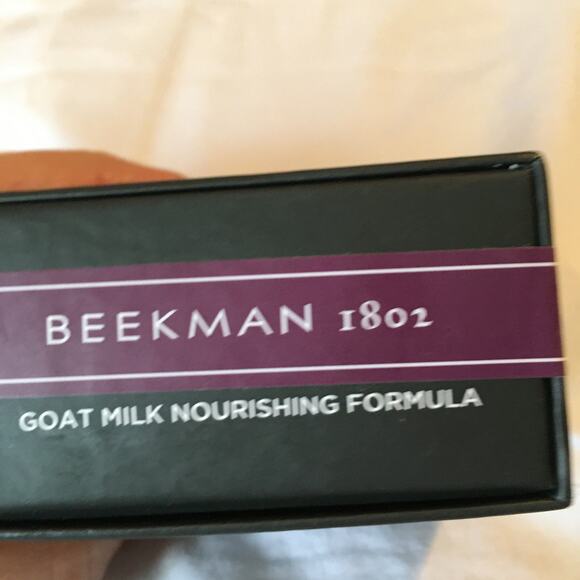 BEEKMAN 1802
GOAT MILK NOURISHING FORMULA